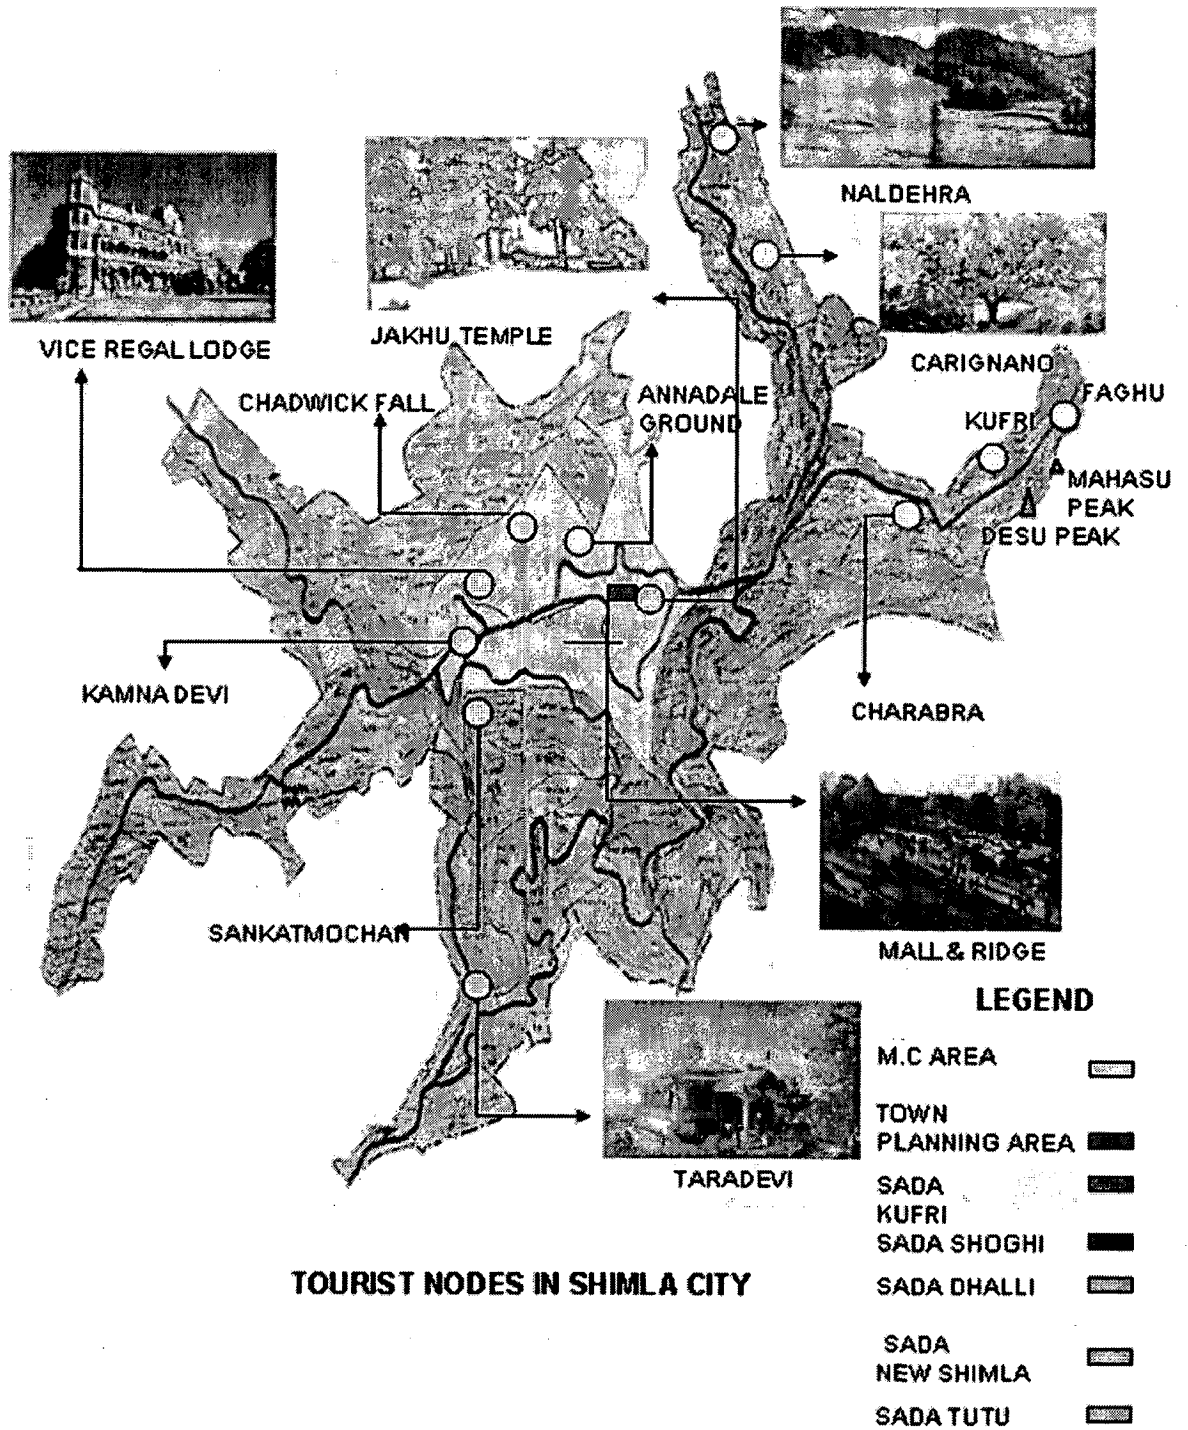 NALDEHRA
VICE REGAL LODGE
JAKHU TEMPLE
CARIGNANO
CHADWICK FALL
ANNADALE
GROUND
FAGHU
KUFRI
MAHASU
PEAK
DESU PEAK
KAMNA DEVI
CHARABRA
SANKATMOCHAN
MALL & RIDGE
LEGEND
M.C AREA
TOWN
PLANNING AREA
TARADEVI
SADA
KUFRI
SADA SHOGHI
TOURIST NODES IN SHIMLA CITY
SADA DHALLI
SADA
NEW SHIMLA
SADA TUTU